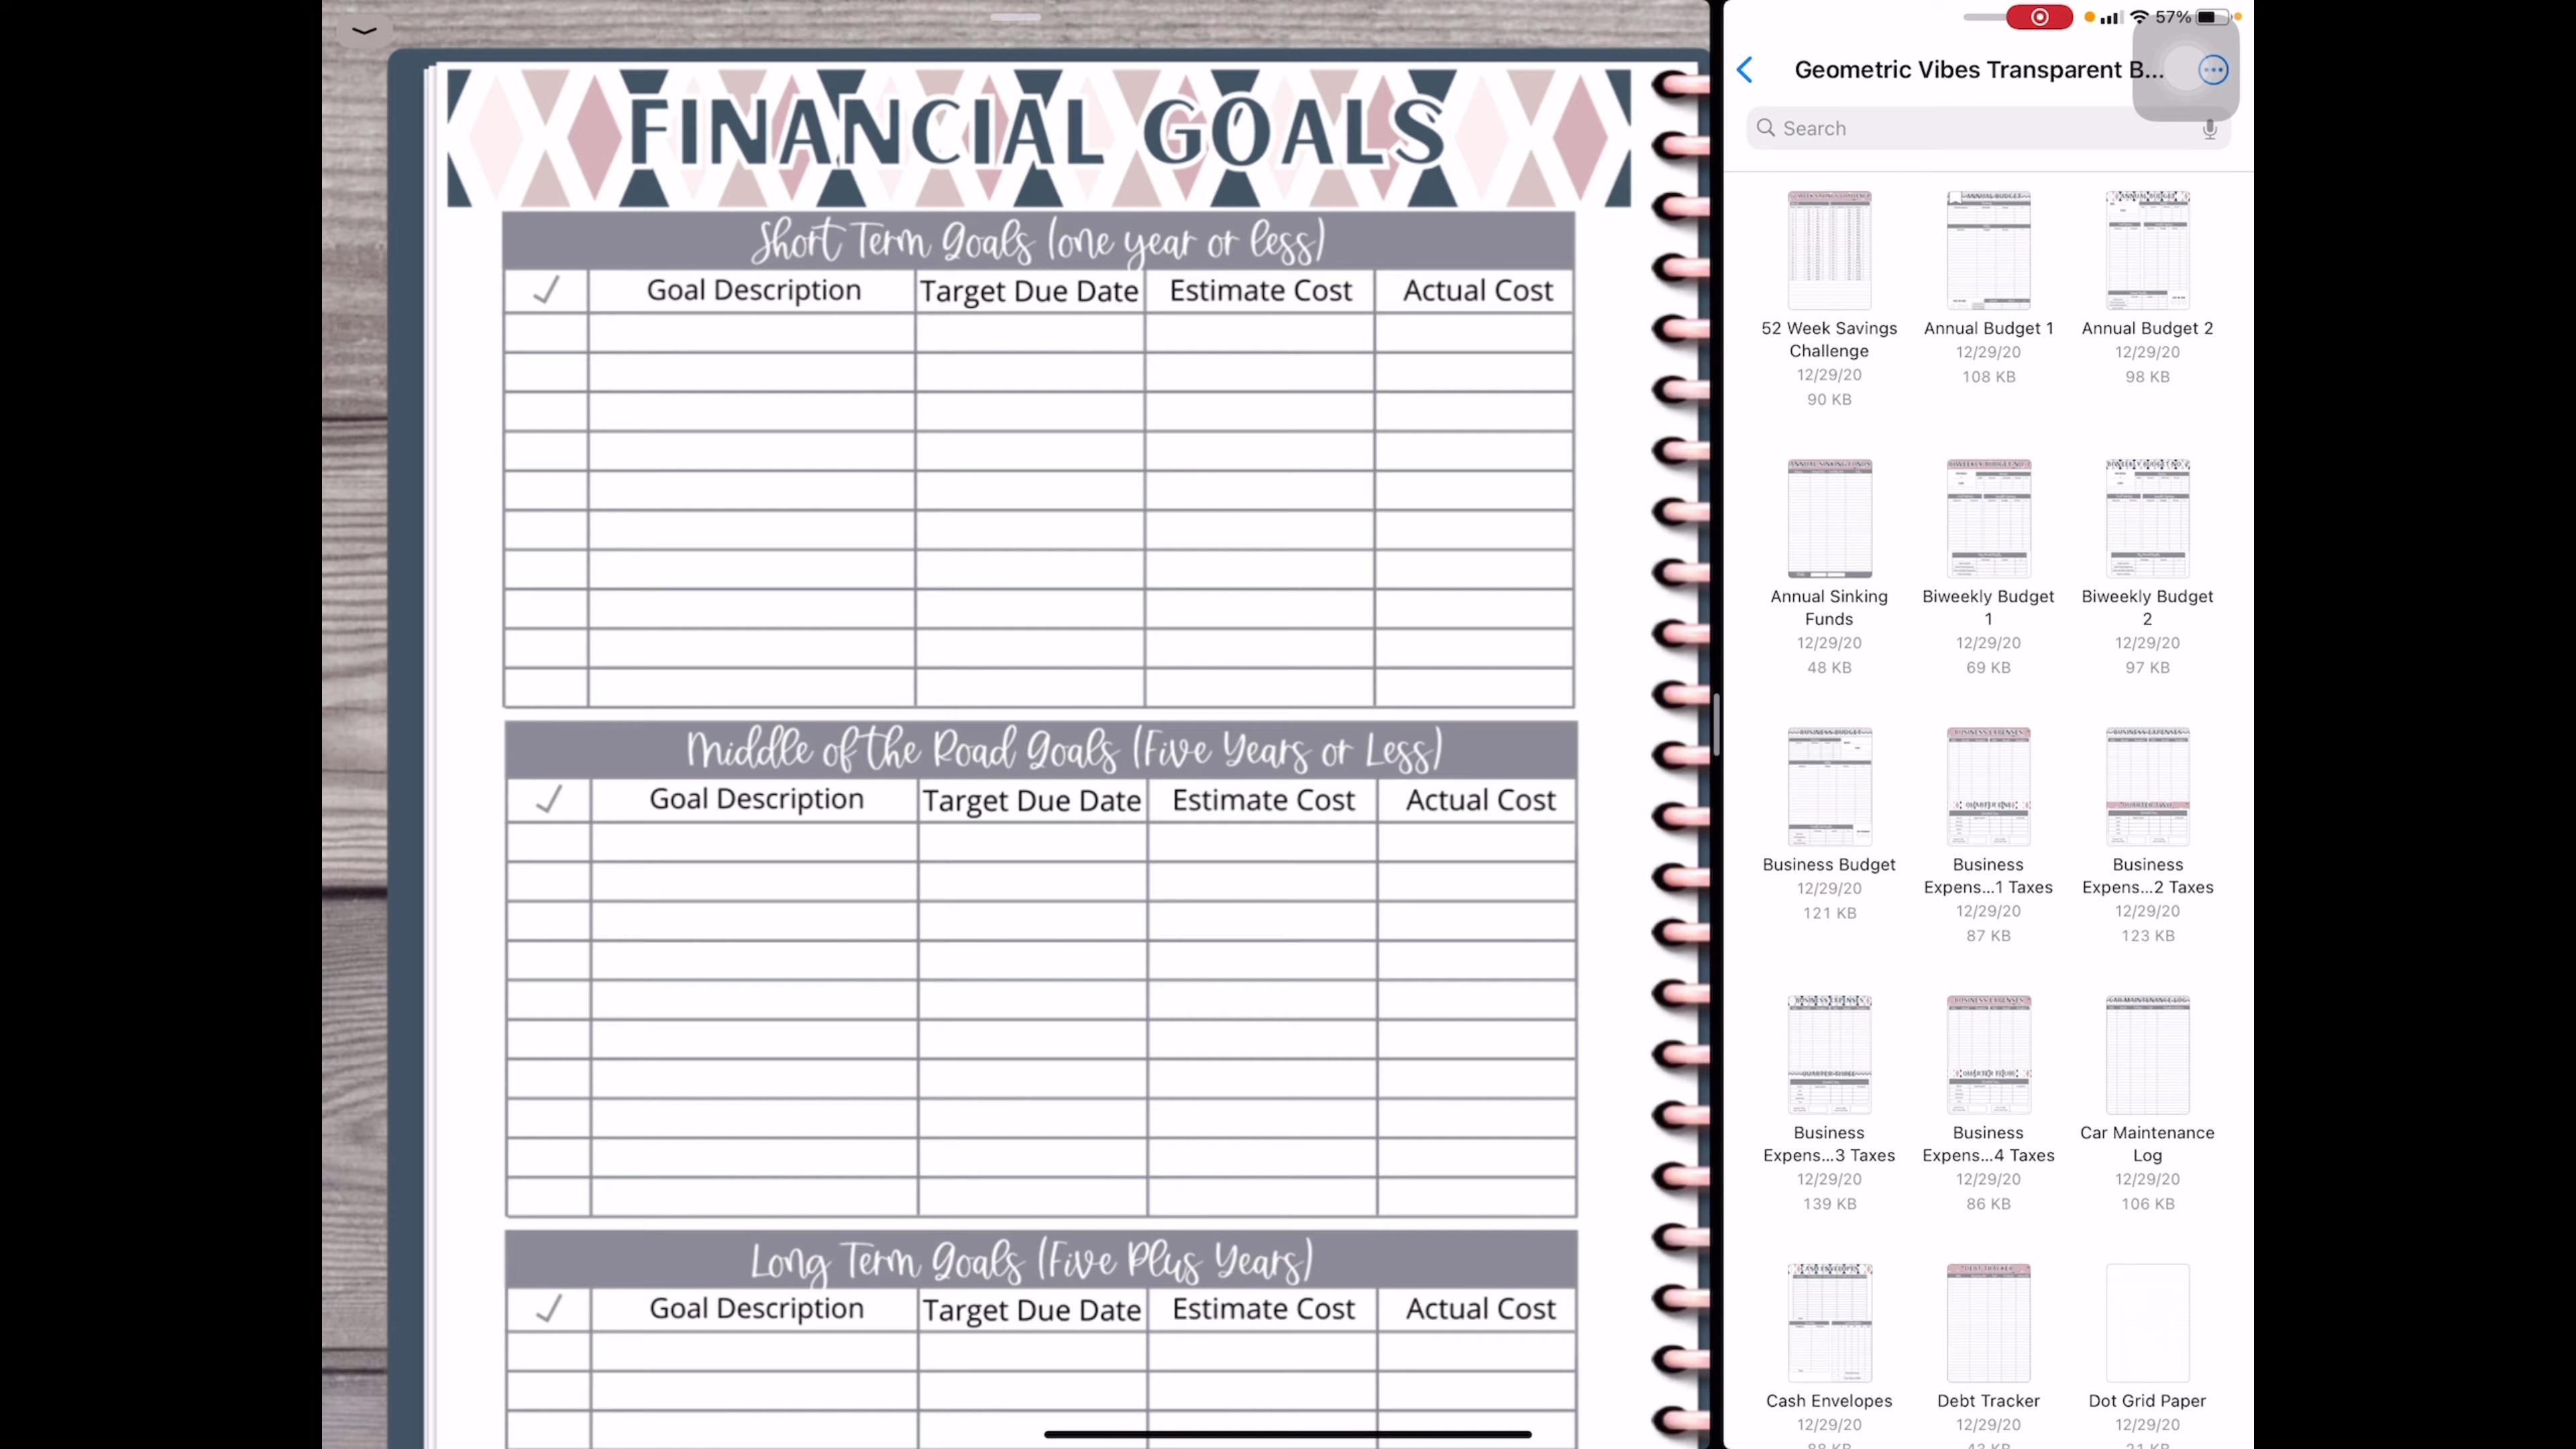 FINANCIAL GOALS
Short Term Goals (one year or less)
✓ Goal Description Target Due Date Estimate Cost Actual Cost
Middle of the Road Goals (Five Years or Less)
✓ Goal Description Target Due Date Estimate Cost Actual Cost
Long Term Goals (Five Plus Years)
✓ Goal Description Target Due Date Estimate Cost Actual Cost
57%
Geometric Vibes Transparent B...
Search
52 Week Savings Challenge
12/29/20
90 KB
Annual Budget 1
12/29/20
108 KB
Annual Budget 2
12/29/20
98 KB
Annual Sinking Funds
12/29/20
48 KB
Biweekly Budget 1
12/29/20
69 KB
Biweekly Budget 2
12/29/20
97 KB
Business Budget
12/29/20
121 KB
Business Expens...1 Taxes
12/29/20
87 KB
Business Expens...2 Taxes
12/29/20
123 KB
Business Expens...3 Taxes
12/29/20
139 KB
Business Expens...4 Taxes
12/29/20
86 KB
Car Maintenance Log
12/29/20
106 KB
Cash Envelopes
12/29/20
Debt Tracker
12/29/20
Dot Grid Paper
12/29/20